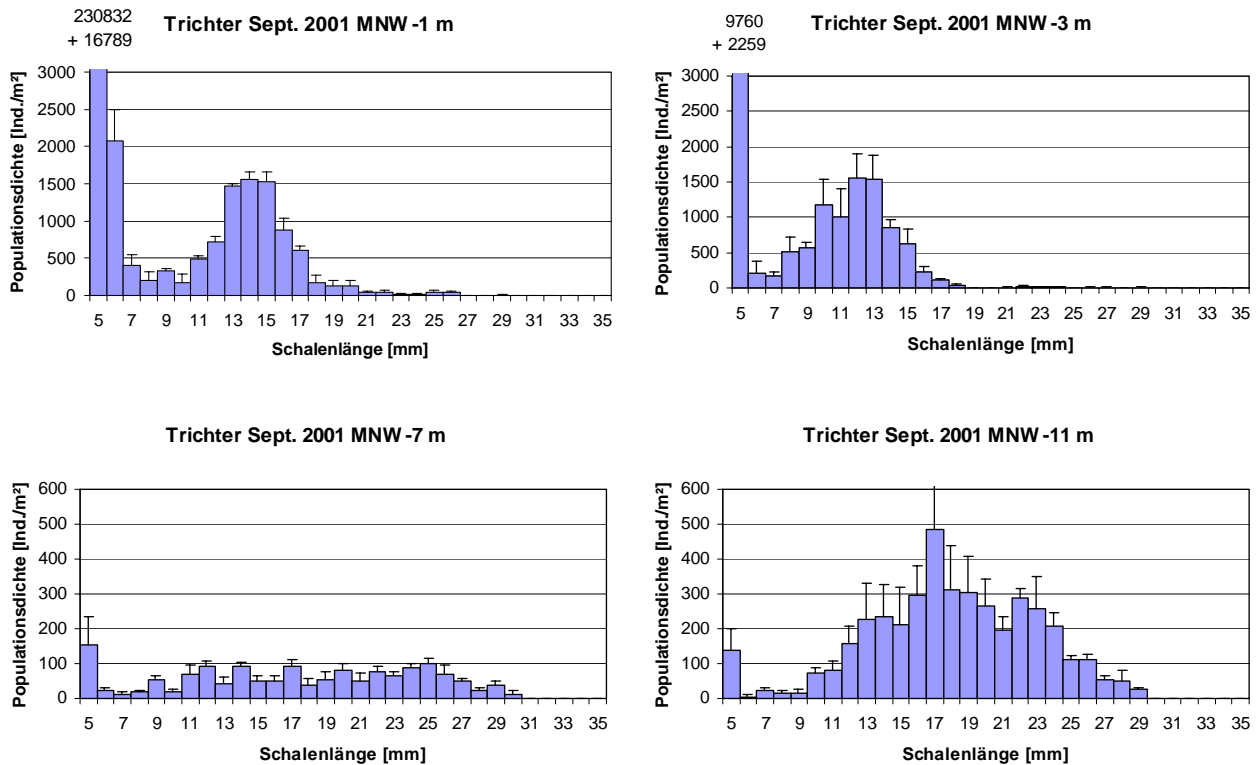 230832
+ 16789
Trichter Sept. 2001 MNW -1 m
Populationsdichte [Ind./m²]
3000
2500
2000
1500
1000
500
0
5 7 9 11 13 15 17 19 21 23 25 27 29 31 33 35
Schalenlänge [mm]
9760
+ 2259
Trichter Sept. 2001 MNW -3 m
Populationsdichte [Ind./m²]
3000
2500
2000
1500
1000
500
0
5 7 9 11 13 15 17 19 21 23 25 27 29 31 33 35
Schalenlänge [mm]
Trichter Sept. 2001 MNW -7 m
Populationsdichte [Ind./m²]
600
500
400
300
200
100
0
5 7 9 11 13 15 17 19 21 23 25 27 29 31 33 35
Schalenlänge [mm]
Trichter Sept. 2001 MNW -11 m
Populationsdichte [Ind./m²]
600
500
400
300
200
100
0
5 7 9 11 13 15 17 19 21 23 25 27 29 31 33 35
Schalenlänge [mm]